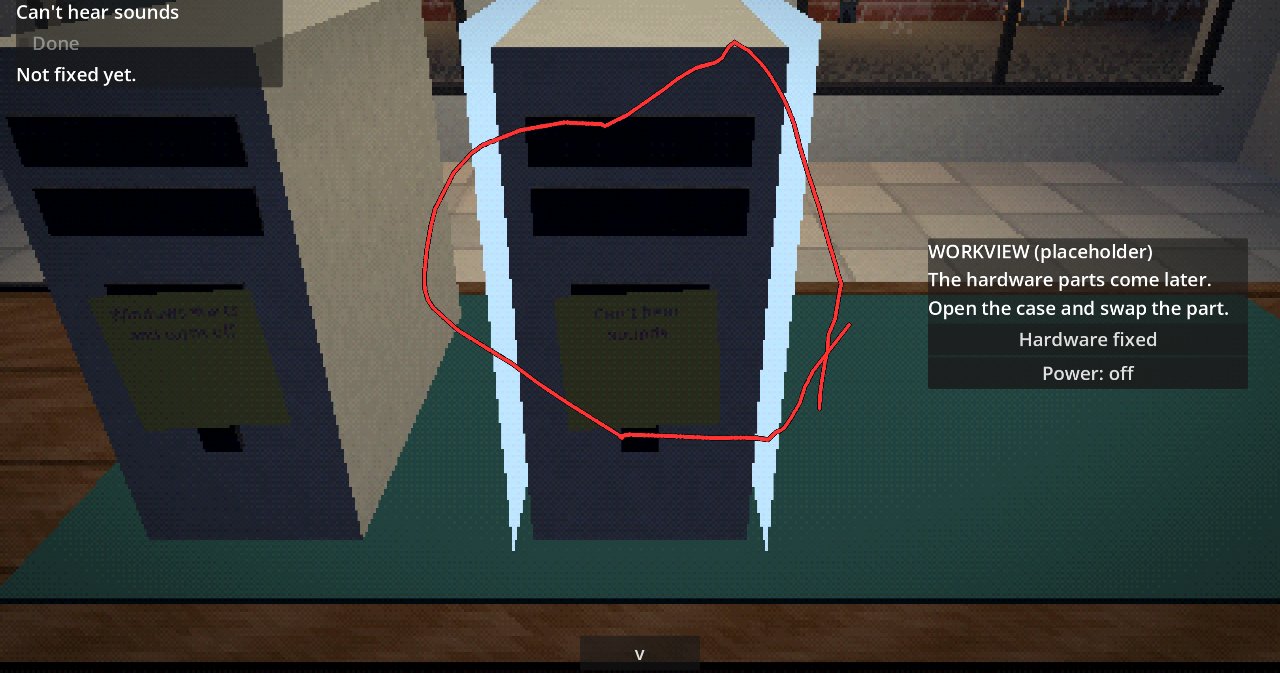 Can't hear sounds
Done
Not fixed yet.
WORKVIEW (placeholder)
The hardware parts come later.
Open the case and swap the part.
Hardware fixed
Power: off
Can't hear
sounds
v